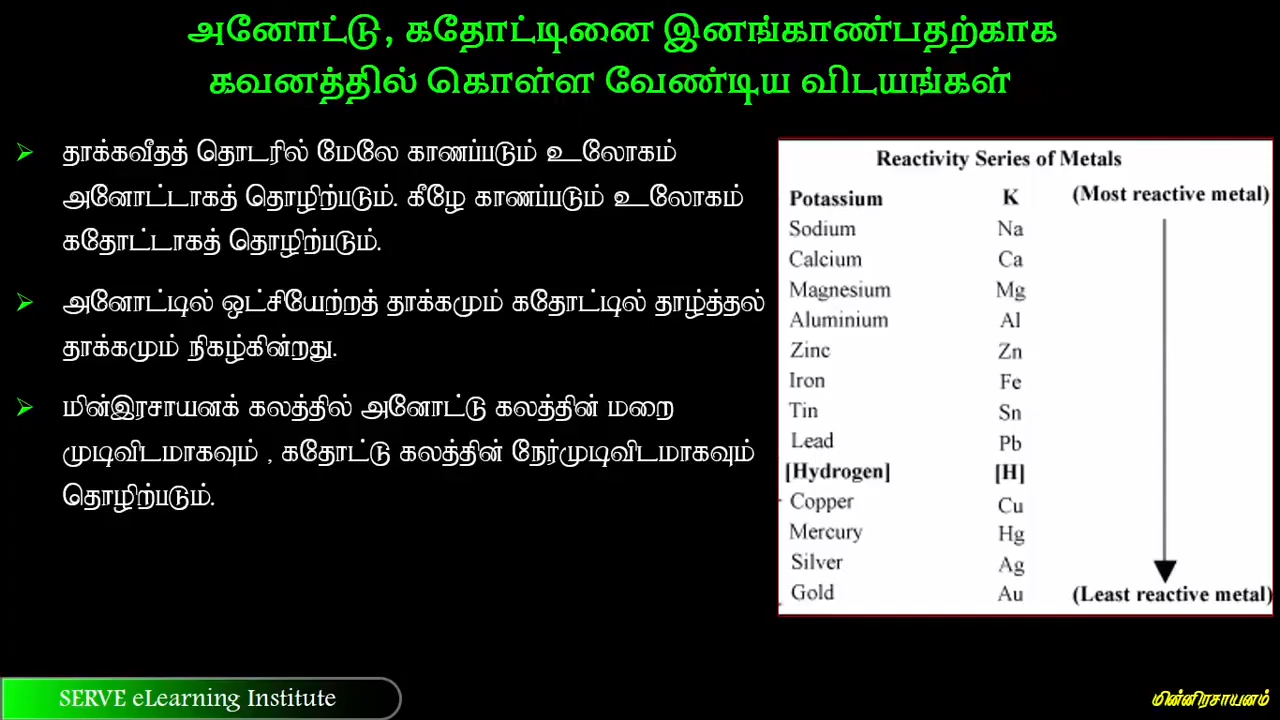 அனோட்டு, கதோட்டினை இனங்காண்பதற்காக
கவனத்தில் கொள்ள வேண்டிய விடயங்கள்
தாக்கவீதத் தொடரில் மேலே காணப்படும் உலோகம்
அனோட்டாகத் தொழிற்படும். கீழே காணப்படும் உலோகம்
கதோட்டாகத் தொழிற்படும்.
அனோட்டில் ஒட்சியேற்றத் தாக்கமும் கதோட்டில் தாழ்த்தல்
தாக்கமும் நிகழ்கின்றது.
மின்இரசாயனக் கலத்தில் அனோட்டு கலத்தின் மறை
முடிவிடமாகவும் , கதோட்டு கலத்தின் நேர்முடிவிடமாகவும்
தொழிற்படும்.
Reactivity Series of Metals
Potassium K (Most reactive metal)
Sodium Na
Calcium Ca
Magnesium Mg
Aluminium Al
Zinc Zn
Iron Fe
Tin Sn
Lead Pb
[Hydrogen] [H]
Copper Cu
Mercury Hg
Silver Ag
Gold Au (Least reactive metal)
SERVE eLearning Institute
மின்னிரசாயனம்